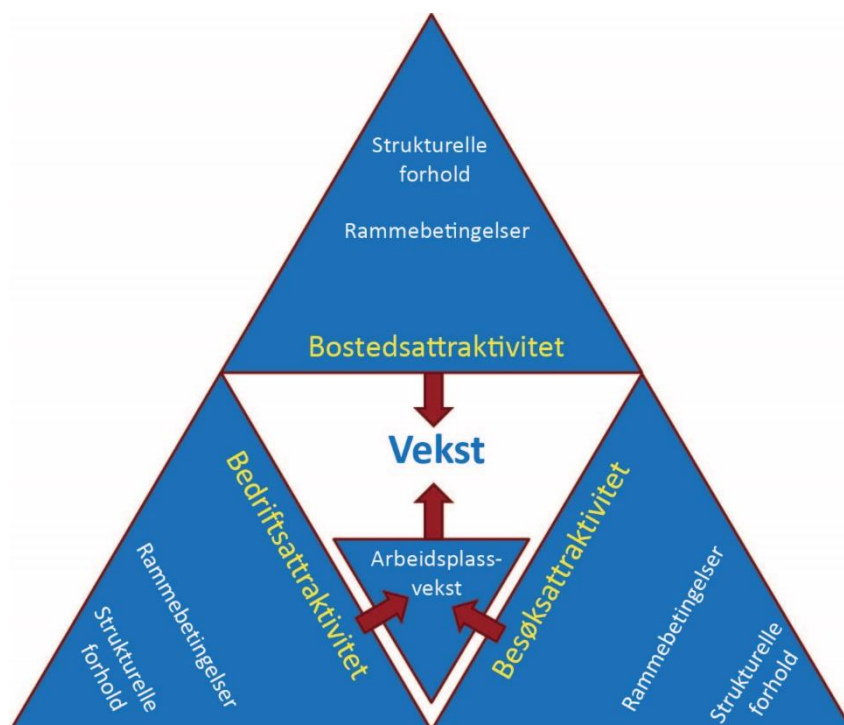 Strukturelle
forhold
Rammebetingelser
Bostedsattraktivitet
Vekst
Bedriftsattraktivitet
Rammebetingelser
Strukturelle
forhold
Arbeidsplass-
vekst
Besøksattraktivitet
Rammebetingelser
Strukturelle
forhold